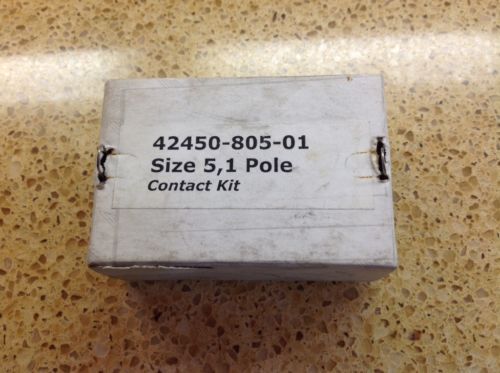 42450-805-01
Size 5,1 Pole
Contact Kit